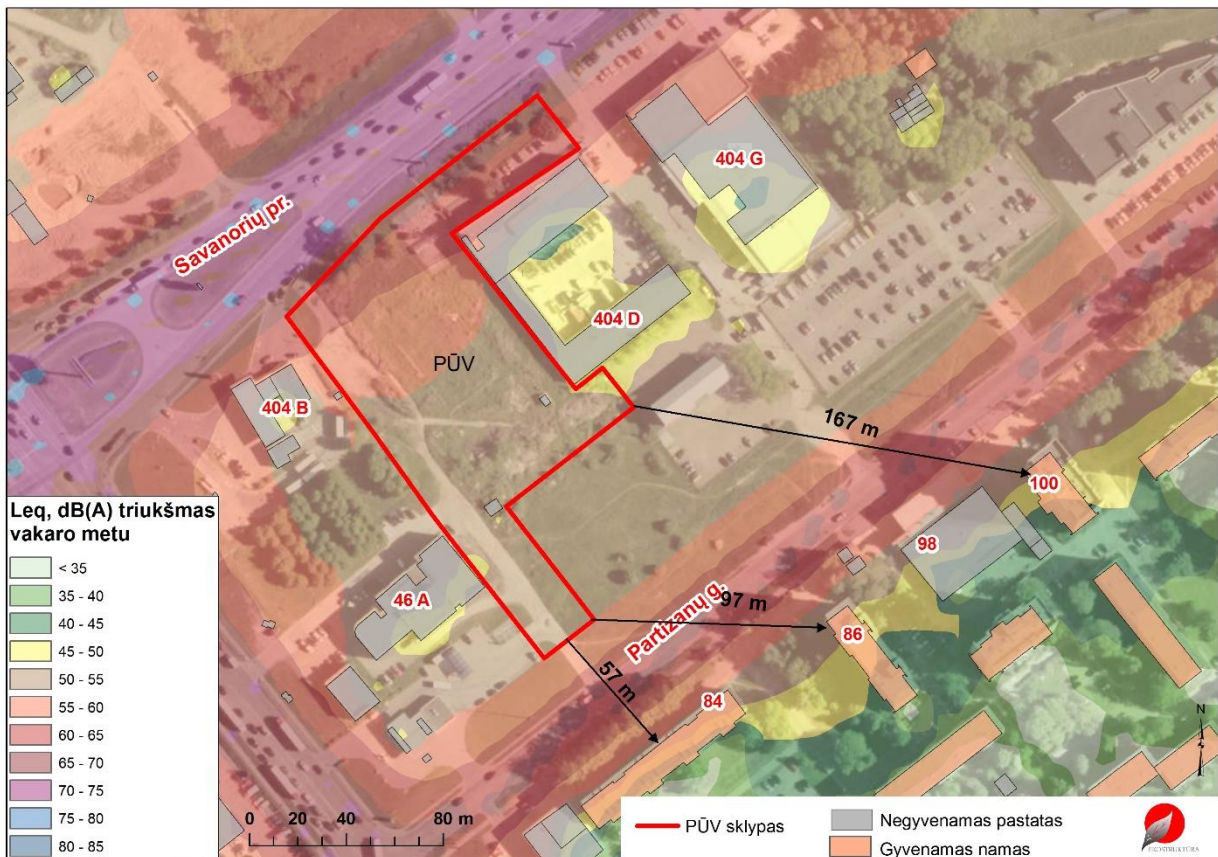 Savanorių pr.
404 G
404 D
PŪV
404 B
167 m
100
98
46 A
Partizanų g.
97 m
86
57 m
84
Leq, dB(A) triukšmas
vakaro metu
< 35
35 - 40
40 - 45
45 - 50
50 - 55
55 - 60
60 - 65
65 - 70
70 - 75
75 - 80
80 - 85
0 20 40 80 m
N
PŪV sklypas
Negyvenamas pastatas
Gyvenamas namas
EKOSTRUKTŪRA